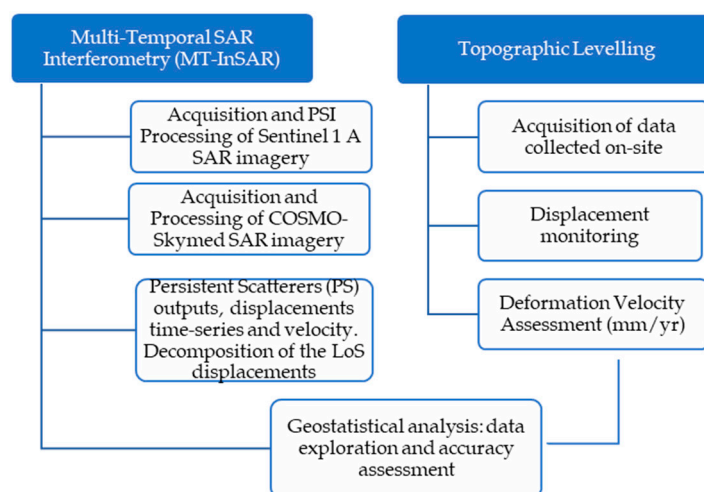 Multi-Temporal SAR
Interferometry (MT-InSAR)
Acquisition and PSI
Processing of Sentinel 1 A
SAR imagery
Acquisition and
Processing of COSMO-
Skymed SAR imagery
Persistent Scatterers (PS)
outputs, displacements
time-series and velocity.
Decomposition of the LoS
displacements
Topographic Levelling
Acquisition of data
collected on-site
Displacement
monitoring
Deformation Velocity
Assessment (mm/yr)
Geostatistical analysis: data
exploration and accuracy
assessment